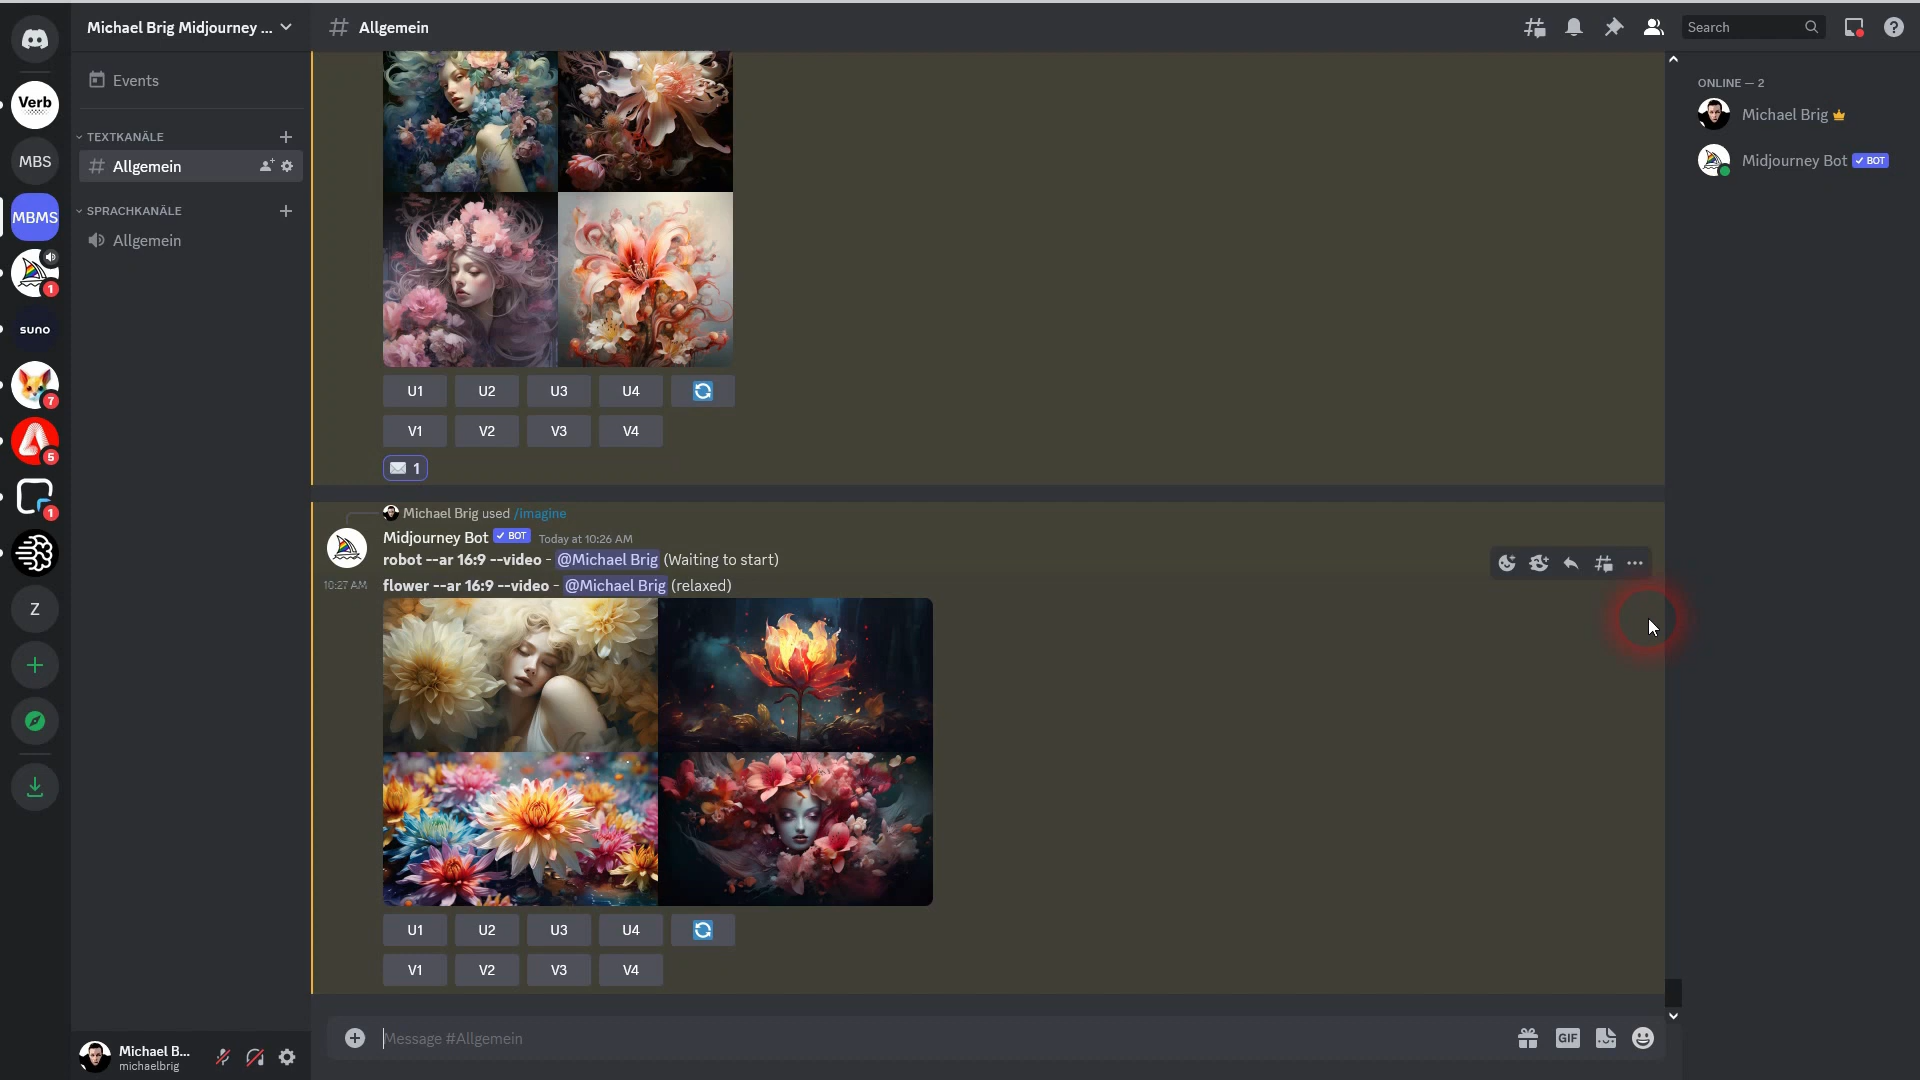 Michael Brig Midjourney ...
Allgemein
Search
Events
TEXTKANÄLE
Allgemein
SPRACHKANÄLE
Allgemein
Verb
MBS
MBMS
1
suno
7
5
1
Z
U1 U2 U3 U4
V1 V2 V3 V4
1
Michael Brig used /imagine
Midjourney Bot BOT Today at 10:26 AM
robot --ar 16:9 --video - @Michael Brig (Waiting to start)
10:27 AM flower --ar 16:9 --video - @Michael Brig (relaxed)
U1 U2 U3 U4
V1 V2 V3 V4
Message #Allgemein
GIF
Michael B...
michaelbrig
ONLINE — 2
Michael Brig
Midjourney Bot BOT